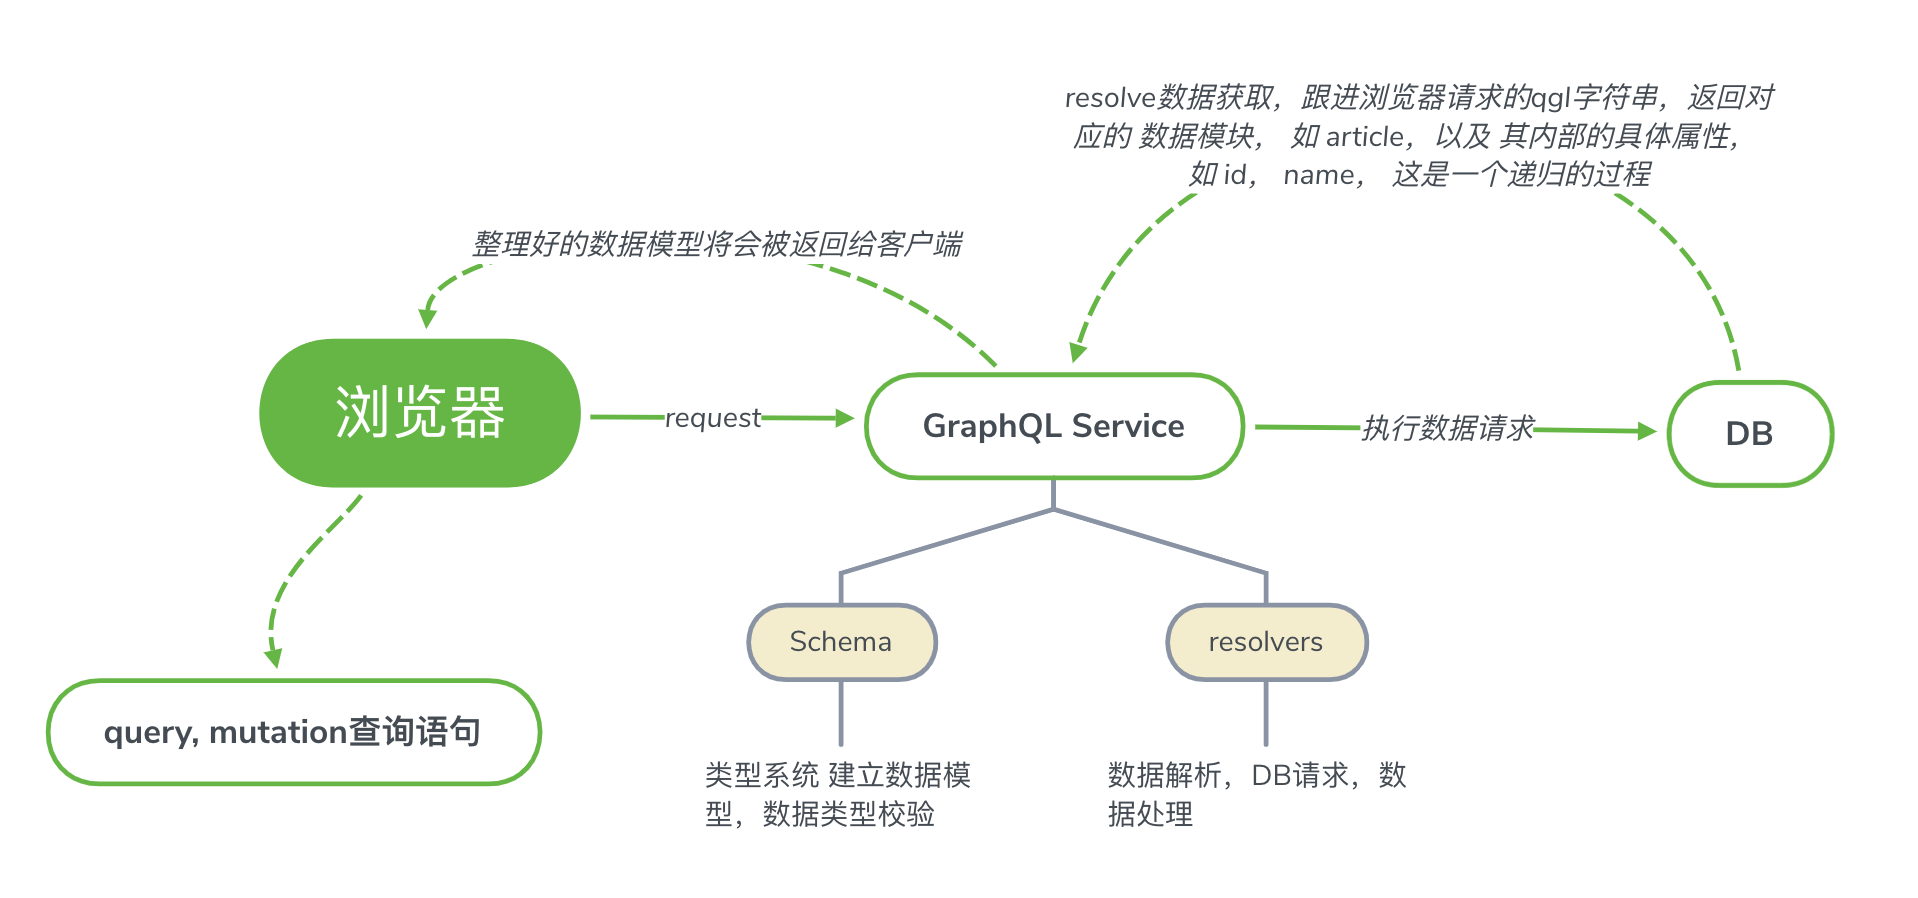 resolve数据获取，跟进浏览器请求的qgl字符串，返回对
应的 数据模块， 如 article，以及 其内部的具体属性，
如 id， name， 这是一个递归的过程
整理好的数据模型将会被返回给客户端
浏览器
request
GraphQL Service
执行数据请求
DB
Schema
resolvers
query, mutation查询语句
类型系统 建立数据模
型，数据类型校验
数据解析，DB请求，数
据处理